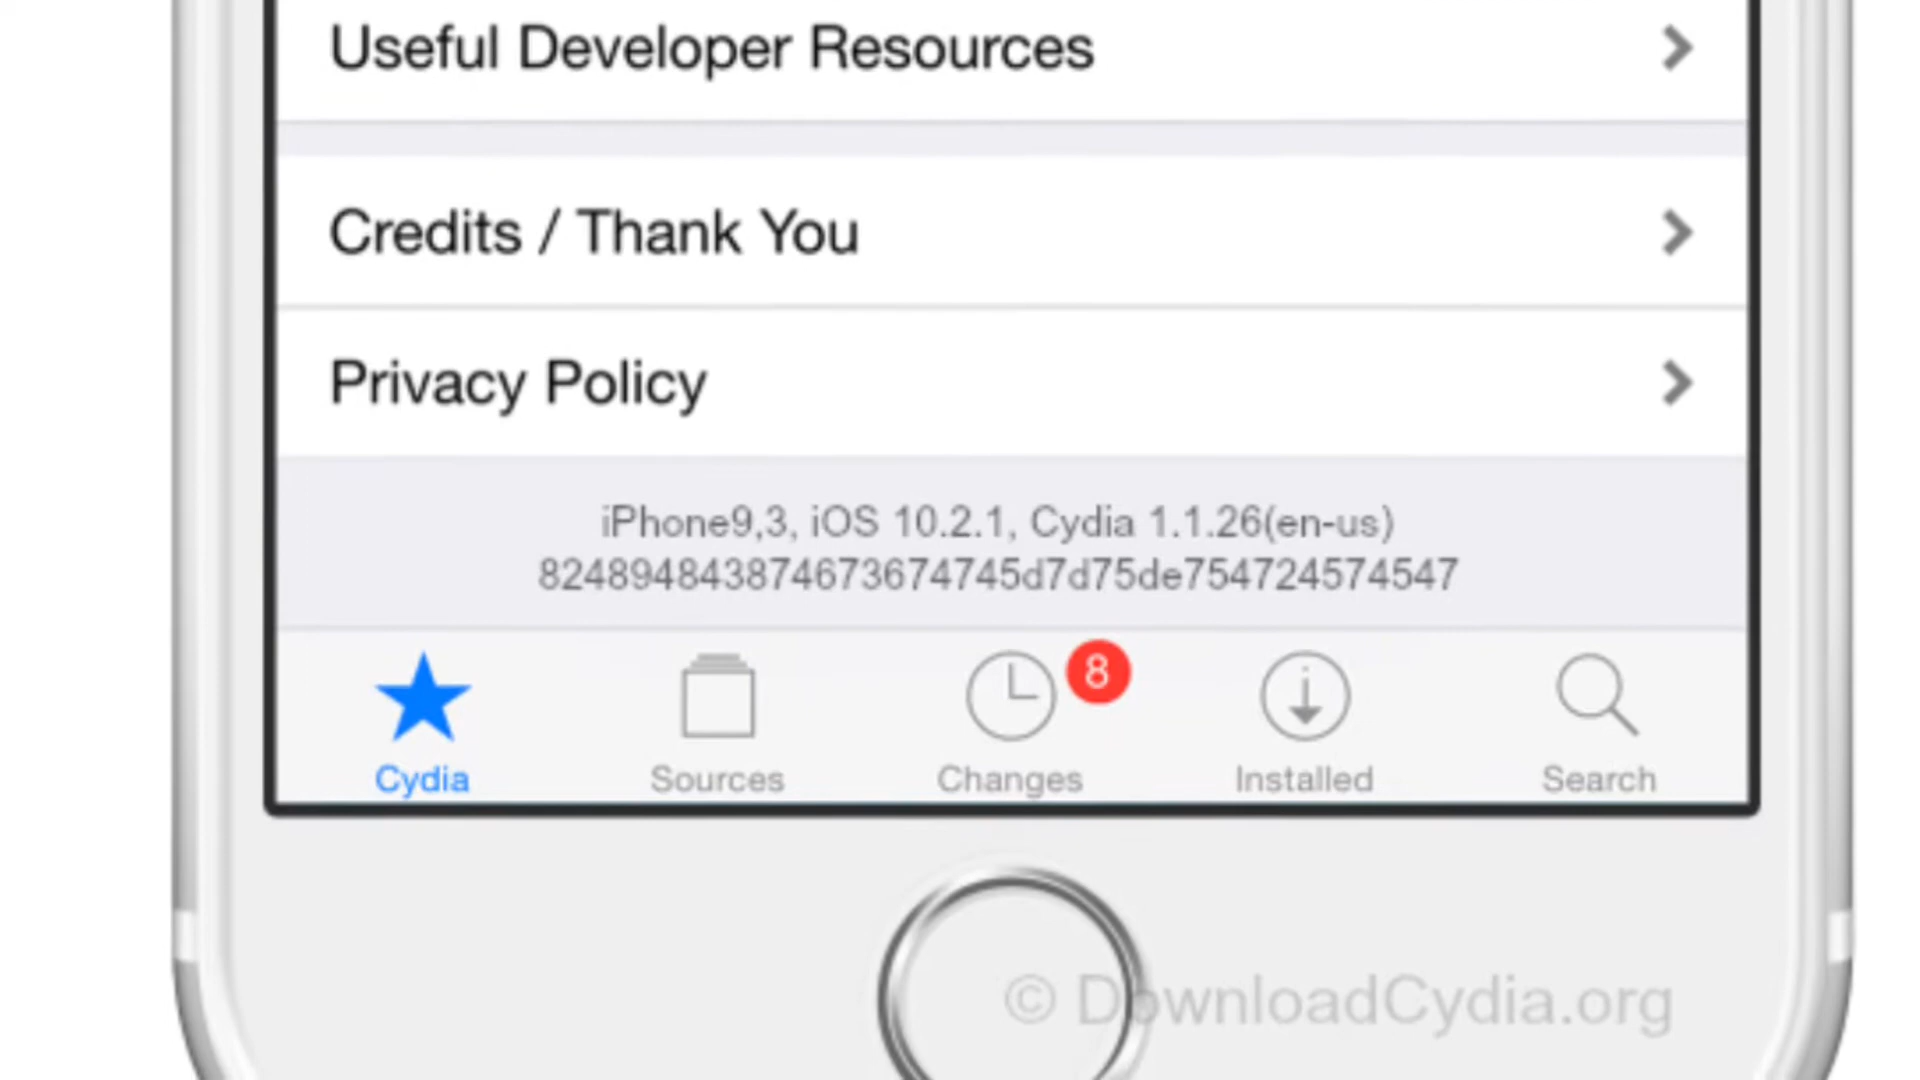 Useful Developer Resources
Credits / Thank You
Privacy Policy
iPhone9,3, iOS 10.2.1, Cydia 1.1.26(en-us)
824894843874673674745d7d75de754724574547
8
Cydia
Sources
Changes
Installed
Search
© DownloadCydia.org